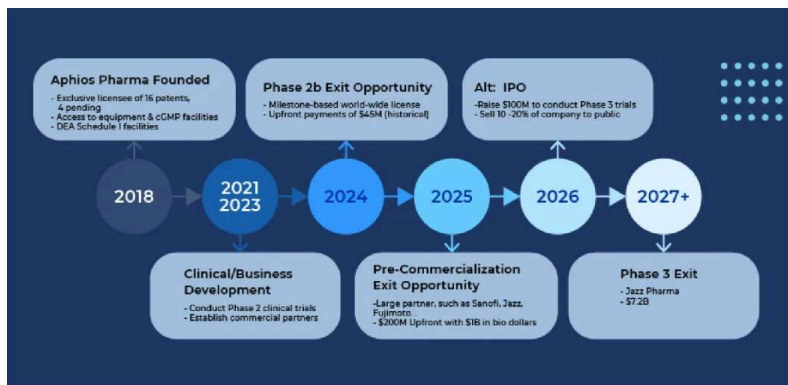 Aphios Pharma Founded
- Exclusive licensee of 16 patents,
4 pending
- Access to equipment & cGMP facilities
- DEA Schedule I facilities
Phase 2b Exit Opportunity
- Milestone-based world-wide license
- Upfront payments of $45M (historical)
Alt: IPO
-Raise $100M to conduct Phase 3 trials
- Sell 10 -20% of company to public
2018
2021
2023
2024
2025
2026
2027+
Clinical/Business
Development
- Conduct Phase 2 clinical trials
- Establish commercial partners
Pre-Commercialization
Exit Opportunity
-Large partner, such as Sanofi, Jazz,
Fujimoto
- $200M Upfront with $1B in bio dollars
Phase 3 Exit
- Jazz Pharma
- $7.2B